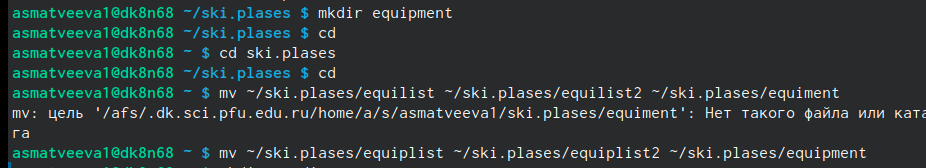 asmatveeva1@dk8n68 ~/ski.plases $ mkdir equipment
asmatveeva1@dk8n68 ~/ski.plases $ cd
asmatveeva1@dk8n68 ~ $ cd ski.plases
asmatveeva1@dk8n68 ~/ski.plases $ cd
asmatveeva1@dk8n68 ~ $ mv ~/ski.plases/equilist ~/ski.plases/equilist2 ~/ski.plases/equiment
mv: цель '/afs/.dk.sci.pfu.edu.ru/home/a/s/asmatveeva1/ski.plases/equiment': Нет такого файла или ката
га
asmatveeva1@dk8n68 ~ $ mv ~/ski.plases/equiplist ~/ski.plases/equiplist2 ~/ski.plases/equipment